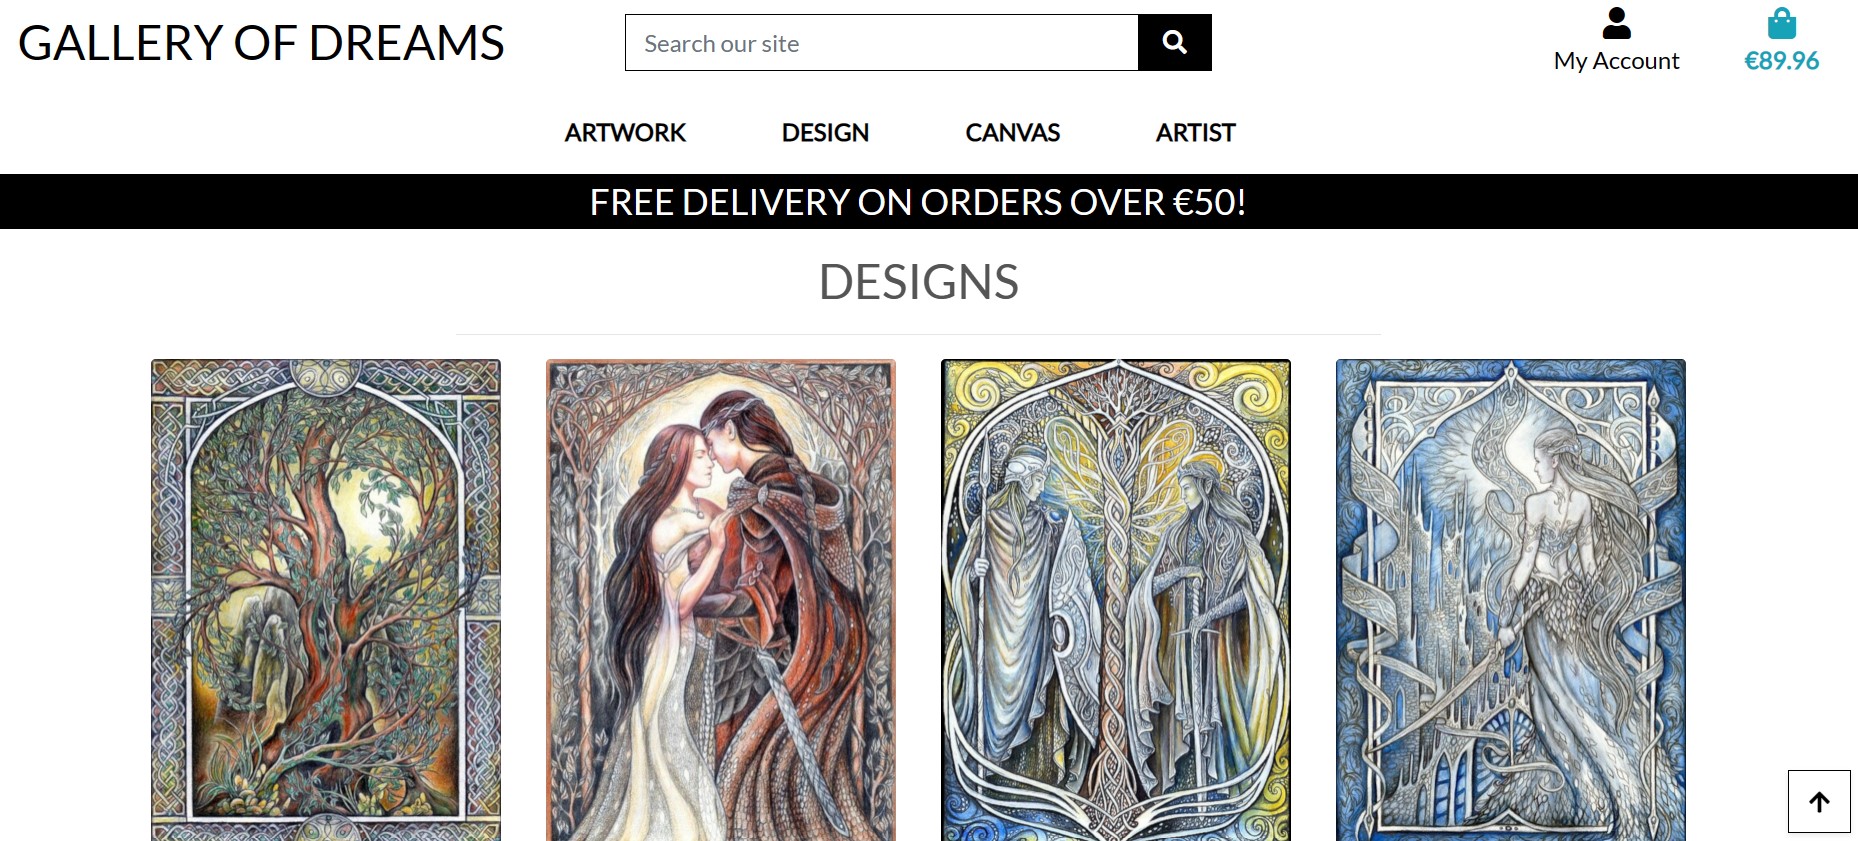 GALLERY OF DREAMS
Search our site
My Account
€89.96
ARTWORK
DESIGN
CANVAS
ARTIST
FREE DELIVERY ON ORDERS OVER €50!
DESIGNS